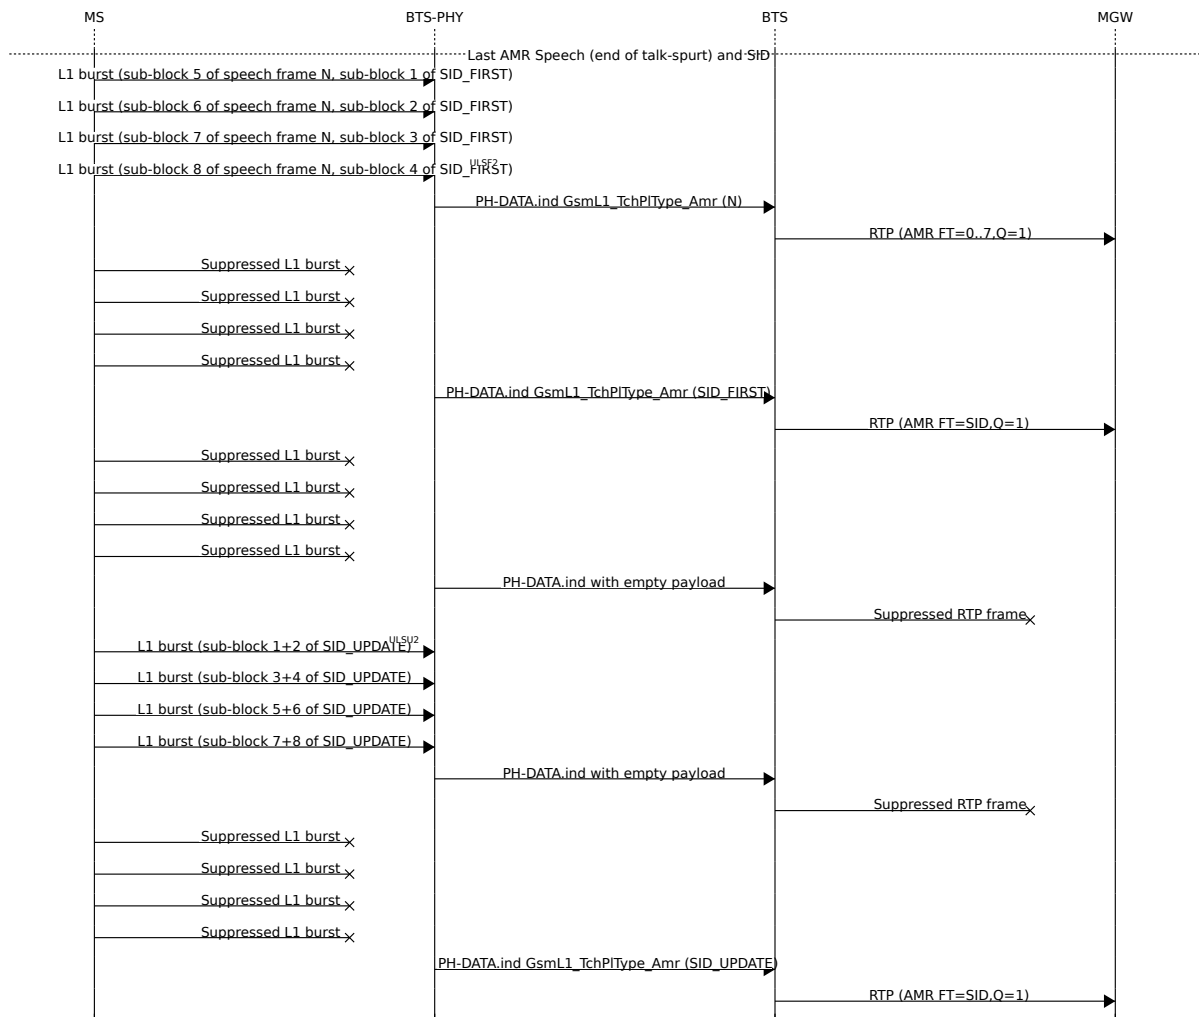 MS BTS-PHY BTS MGW
Last AMR Speech (end of talk-spurt) and SID
L1 burst (sub-block 5 of speech frame N, sub-block 1 of SID_FIRST)
L1 burst (sub-block 6 of speech frame N, sub-block 2 of SID_FIRST)
L1 burst (sub-block 7 of speech frame N, sub-block 3 of SID_FIRST)
ULSF2
L1 burst (sub-block 8 of speech frame N, sub-block 4 of SID_FIRST)
PH-DATA.ind GsmL1_TchPlType_Amr (N)
RTP (AMR FT=0..7,Q=1)
Suppressed L1 burst
Suppressed L1 burst
Suppressed L1 burst
Suppressed L1 burst
PH-DATA.ind GsmL1_TchPlType_Amr (SID_FIRST)
RTP (AMR FT=SID,Q=1)
Suppressed L1 burst
Suppressed L1 burst
Suppressed L1 burst
Suppressed L1 burst
PH-DATA.ind with empty payload
Suppressed RTP frame
ULSU2
L1 burst (sub-block 1+2 of SID_UPDATE)
L1 burst (sub-block 3+4 of SID_UPDATE)
L1 burst (sub-block 5+6 of SID_UPDATE)
L1 burst (sub-block 7+8 of SID_UPDATE)
PH-DATA.ind with empty payload
Suppressed RTP frame
Suppressed L1 burst
Suppressed L1 burst
Suppressed L1 burst
Suppressed L1 burst
PH-DATA.ind GsmL1_TchPlType_Amr (SID_UPDATE)
RTP (AMR FT=SID,Q=1)